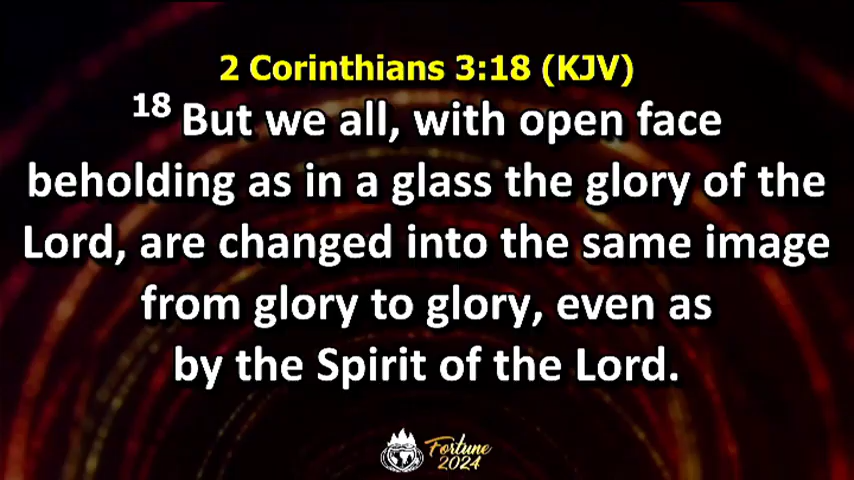 2 Corinthians 3:18 (KJV)
18 But we all, with open face
beholding as in a glass the glory of the
Lord, are changed into the same image
from glory to glory, even as
by the Spirit of the Lord.
Fortune
2024